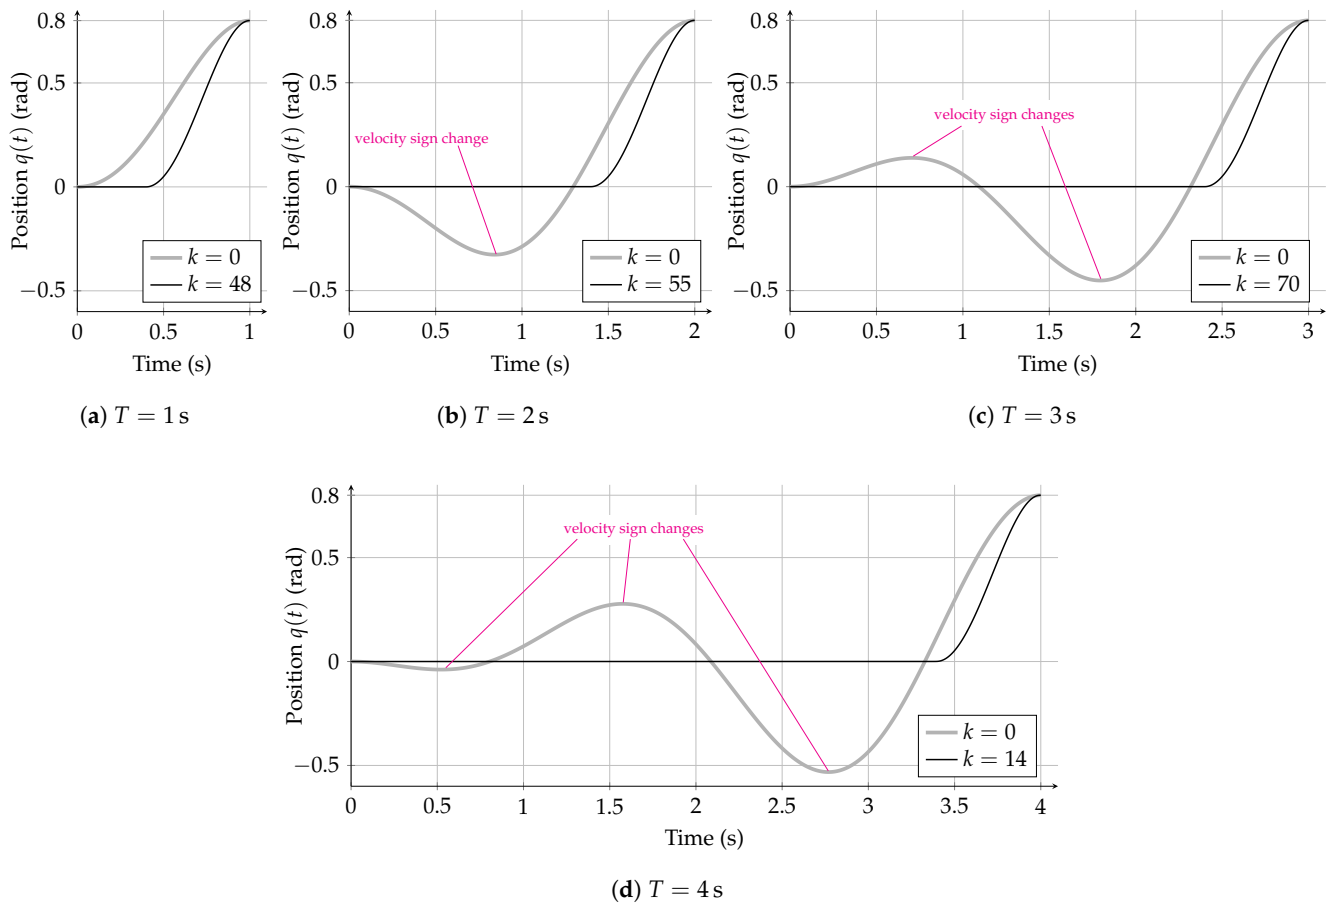 0.8
0.5
0
−0.5
Position q(t) (rad)
k = 0
k = 48
0
1
Time (s)
(a) T = 1 s
0.8
0.5
0
−0.5
Position q(t) (rad)
velocity sign change
k = 0
k = 55
0
0.5
1
1.5
2
Time (s)
(b) T = 2 s
0.8
0.5
0
−0.5
Position q(t) (rad)
velocity sign changes
k = 0
k = 70
0
0.5
1
1.5
2
2.5
3
Time (s)
(c) T = 3 s
0.8
0.5
0
−0.5
Position q(t) (rad)
velocity sign changes
k = 0
k = 14
0
0.5
1
1.5
2
2.5
3
3.5
4
Time (s)
(d) T = 4 s